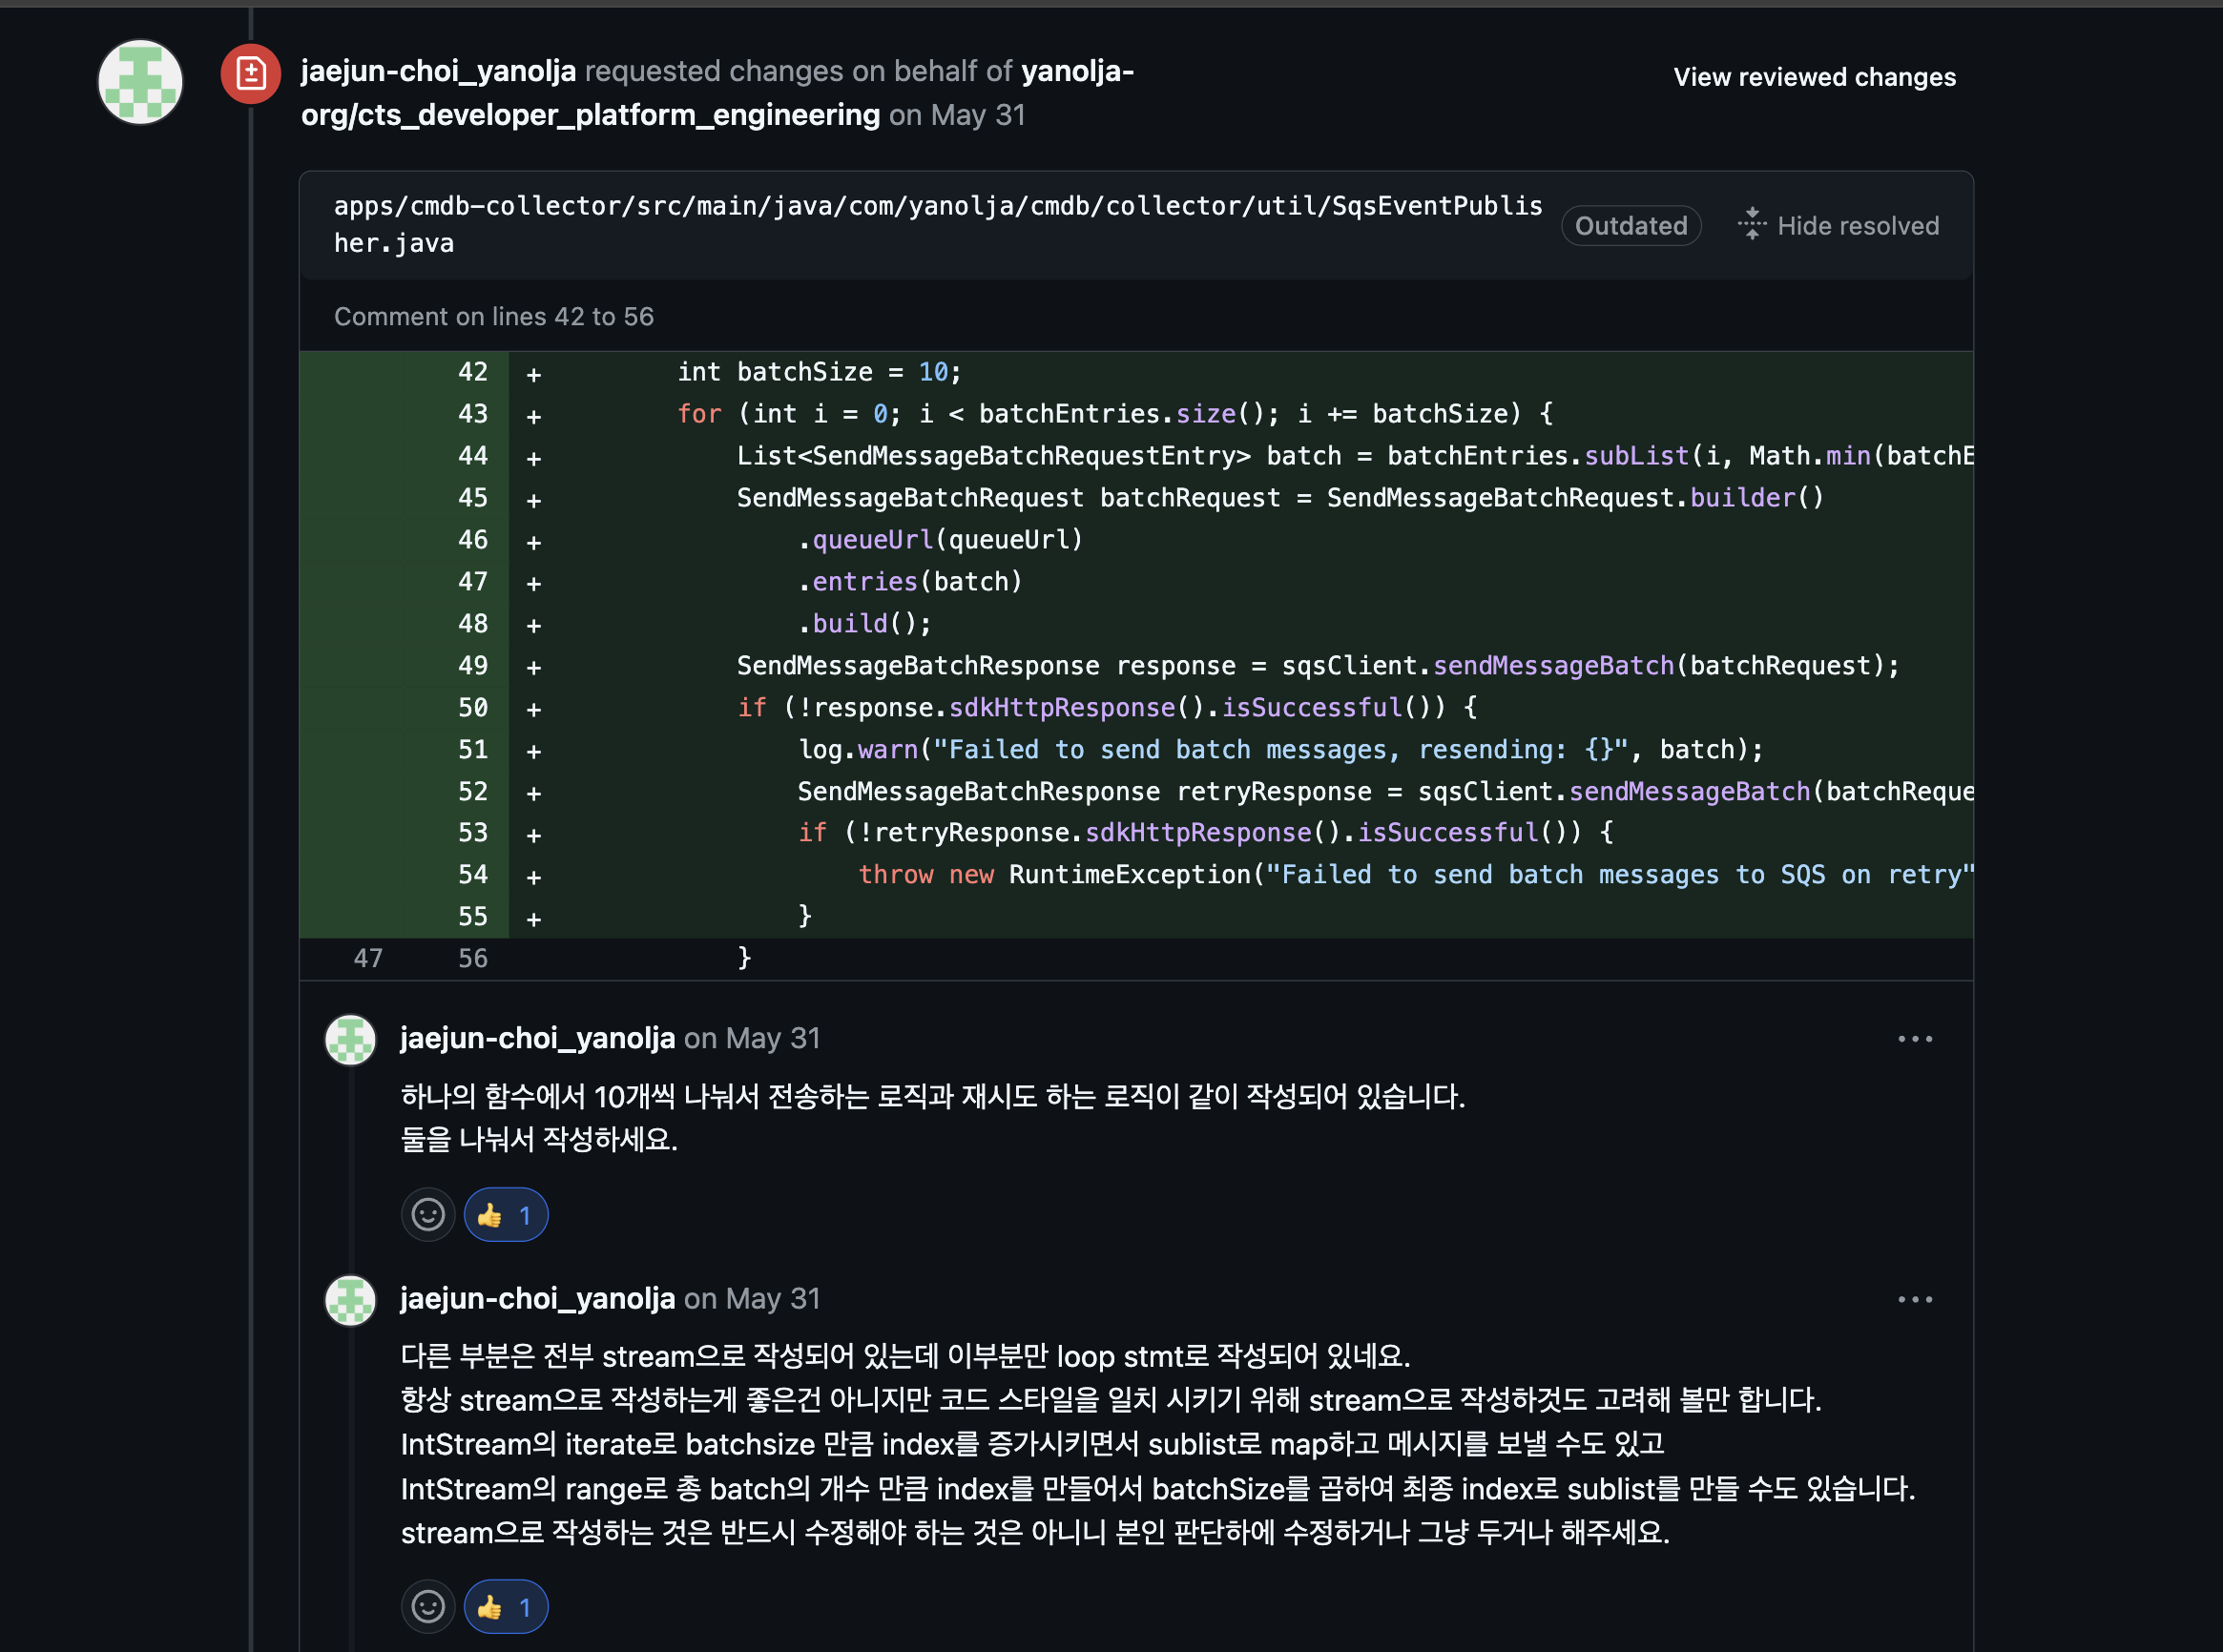 jaejun-choi_yanolja requested changes on behalf of yanolja-
org/cts_developer_platform_engineering on May 31
View reviewed changes
apps/cmdb-collector/src/main/java/com/yanolja/cmdb/collector/util/SqsEventPublis
her.java
Outdated
Hide resolved
Comment on lines 42 to 56
42 + int batchSize = 10;
43 + for (int i = 0; i < batchEntries.size(); i += batchSize) {
44 + List<SendMessageBatchRequestEntry> batch = batchEntries.subList(i, Math.min(batchE
45 + SendMessageBatchRequest batchRequest = SendMessageBatchRequest.builder()
46 + .queueUrl(queueUrl)
47 + .entries(batch)
48 + .build();
49 + SendMessageBatchResponse response = sqsClient.sendMessageBatch(batchRequest);
50 + if (!response.sdkHttpResponse().isSuccessful()) {
51 + log.warn("Failed to send batch messages, resending: {}", batch);
52 + SendMessageBatchResponse retryResponse = sqsClient.sendMessageBatch(batchReque
53 + if (!retryResponse.sdkHttpResponse().isSuccessful()) {
54 + throw new RuntimeException("Failed to send batch messages to SQS on retry"
55 + }
47 56 }
jaejun-choi_yanolja on May 31
하나의 함수에서 10개씩 나눠서 전송하는 로직과 재시도 하는 로직이 같이 작성되어 있습니다.
둘을 나눠서 작성하세요.
👍 1
jaejun-choi_yanolja on May 31
다른 부분은 전부 stream으로 작성되어 있는데 이부분만 loop stmt로 작성되어 있네요.
항상 stream으로 작성하는게 좋은건 아니지만 코드 스타일을 일치 시키기 위해 stream으로 작성하것도 고려해 볼만 합니다.
IntStream의 iterate로 batchsize 만큼 index를 증가시키면서 sublist로 map하고 메시지를 보낼 수도 있고
IntStream의 range로 총 batch의 개수 만큼 index를 만들어서 batchSize를 곱하여 최종 index로 sublist를 만들 수도 있습니다.
stream으로 작성하는 것은 반드시 수정해야 하는 것은 아니니 본인 판단하에 수정하거나 그냥 두거나 해주세요.
👍 1